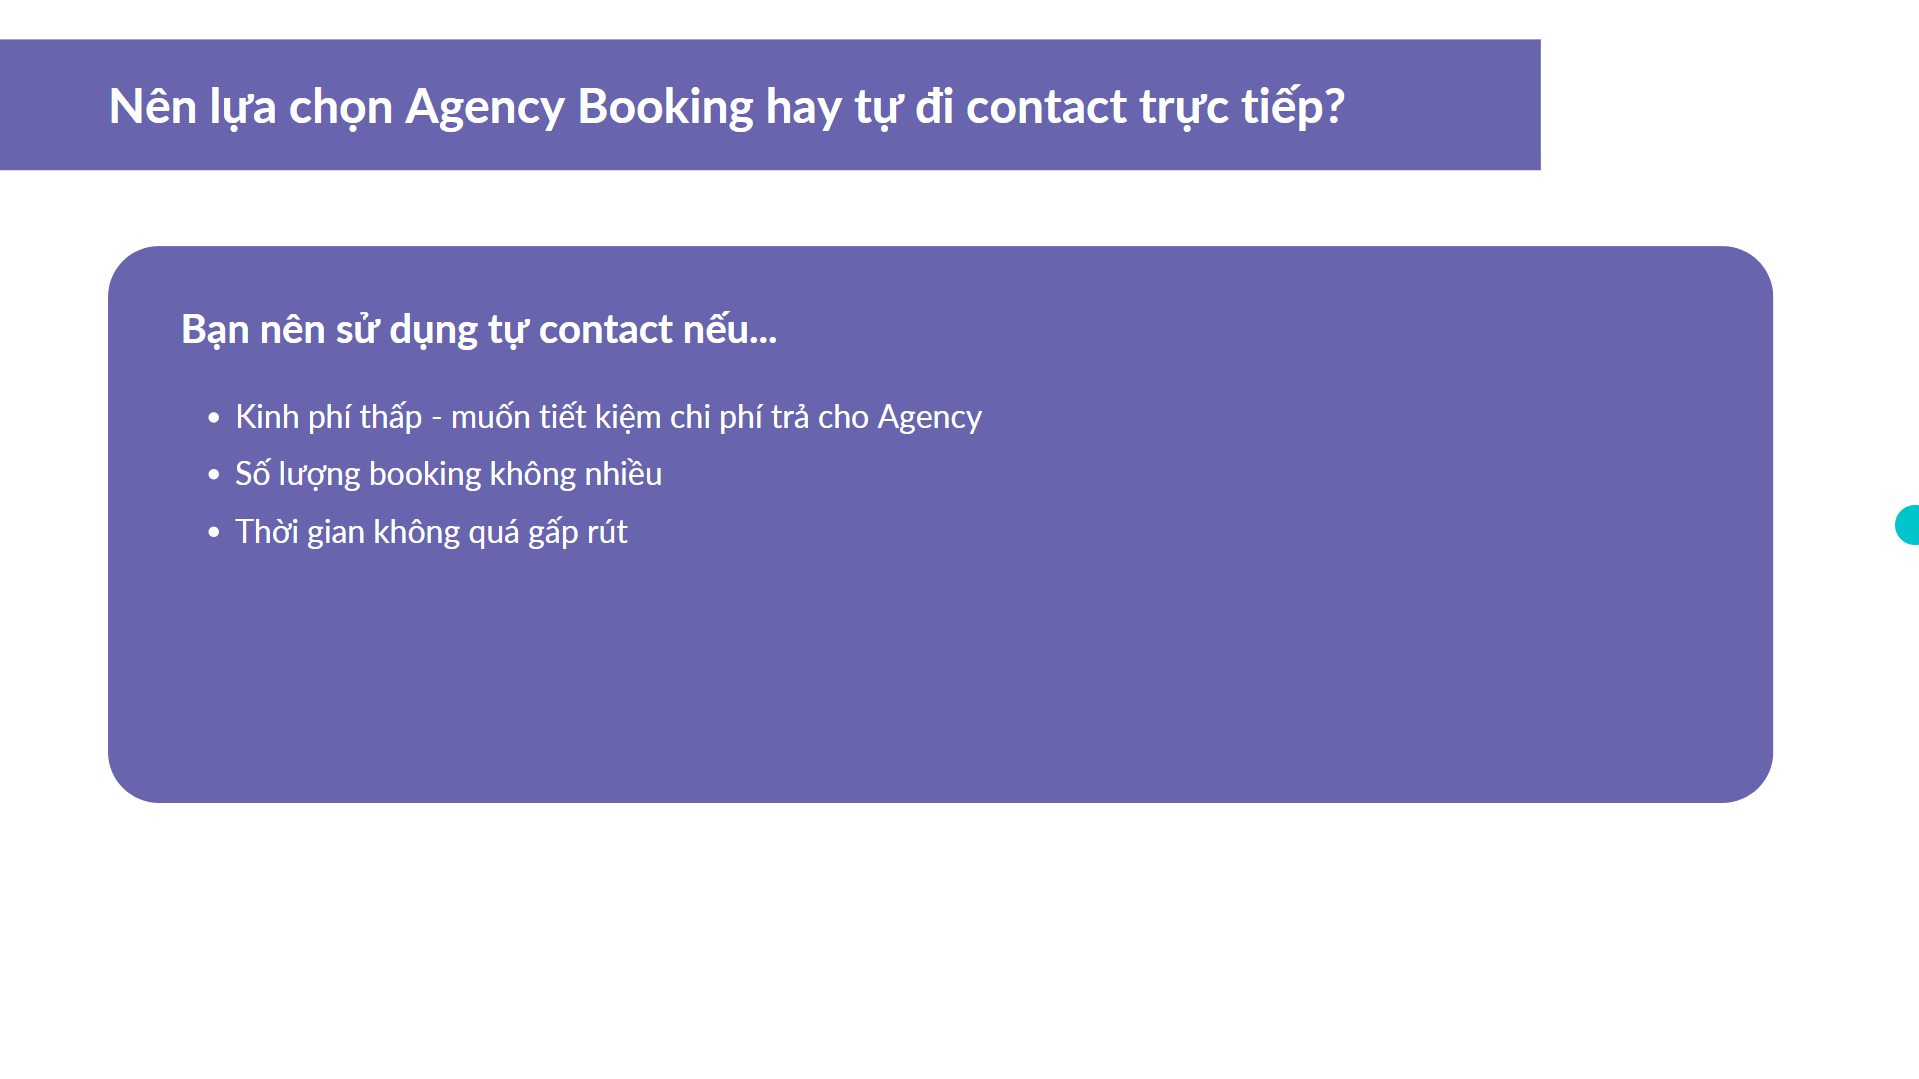 Nên lựa chọn Agency Booking hay tự đi contact trực tiếp?
Bạn nên sử dụng tự contact nếu...
• Kinh phí thấp - muốn tiết kiệm chi phí trả cho Agency
• Số lượng booking không nhiều
• Thời gian không quá gấp rút